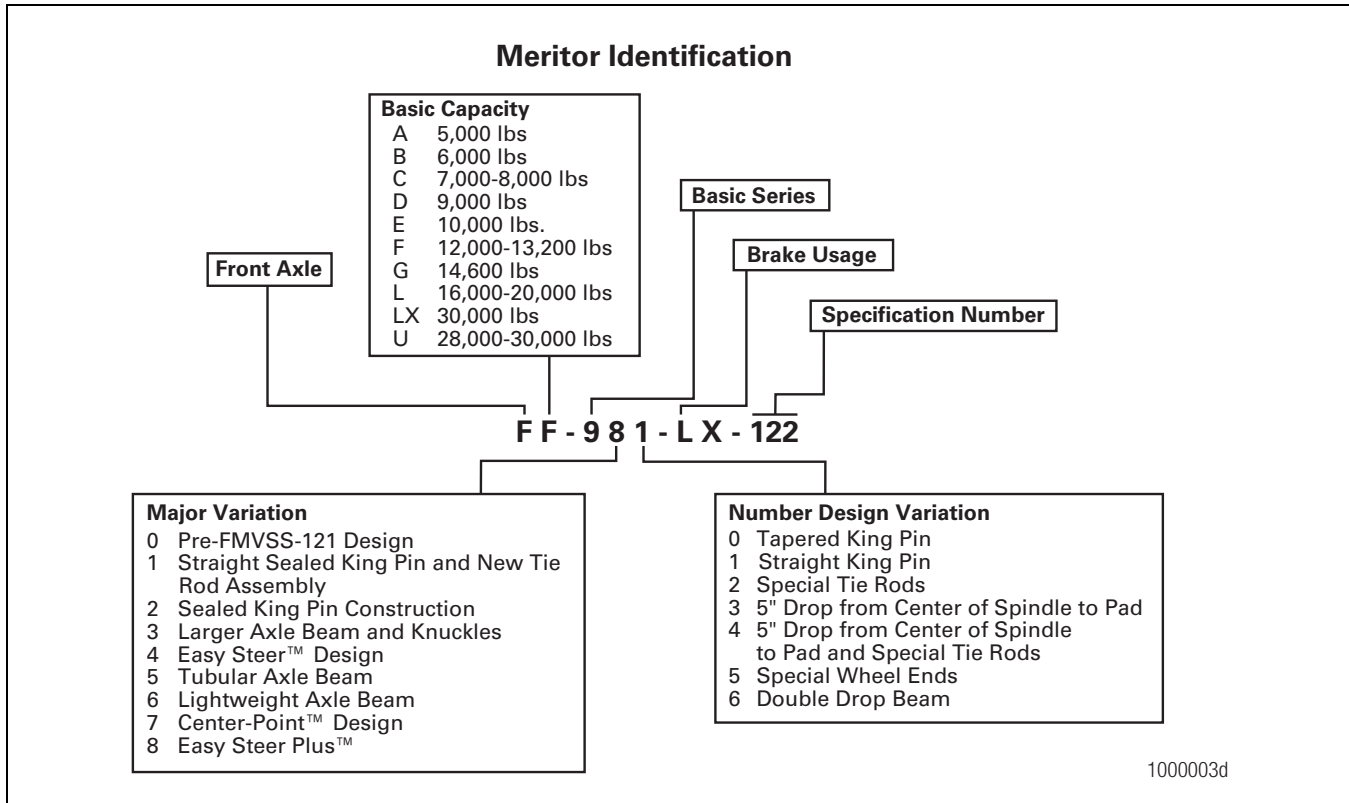 Meritor Identification
Basic Capacity
A 5,000 lbs
B 6,000 lbs
C 7,000-8,000 lbs
D 9,000 lbs
E 10,000 lbs.
F 12,000-13,200 lbs
G 14,600 lbs
L 16,000-20,000 lbs
LX 30,000 lbs
U 28,000-30,000 lbs
Front Axle
Basic Series
Brake Usage
Specification Number
F F - 9 8 1 - L X - 122
Major Variation
0 Pre-FMVSS-121 Design
1 Straight Sealed King Pin and New Tie
Rod Assembly
2 Sealed King Pin Construction
3 Larger Axle Beam and Knuckles
4 Easy Steer™ Design
5 Tubular Axle Beam
6 Lightweight Axle Beam
7 Center-Point™ Design
8 Easy Steer Plus™
Number Design Variation
0 Tapered King Pin
1 Straight King Pin
2 Special Tie Rods
3 5" Drop from Center of Spindle to Pad
4 5" Drop from Center of Spindle
to Pad and Special Tie Rods
5 Special Wheel Ends
6 Double Drop Beam
1000003d